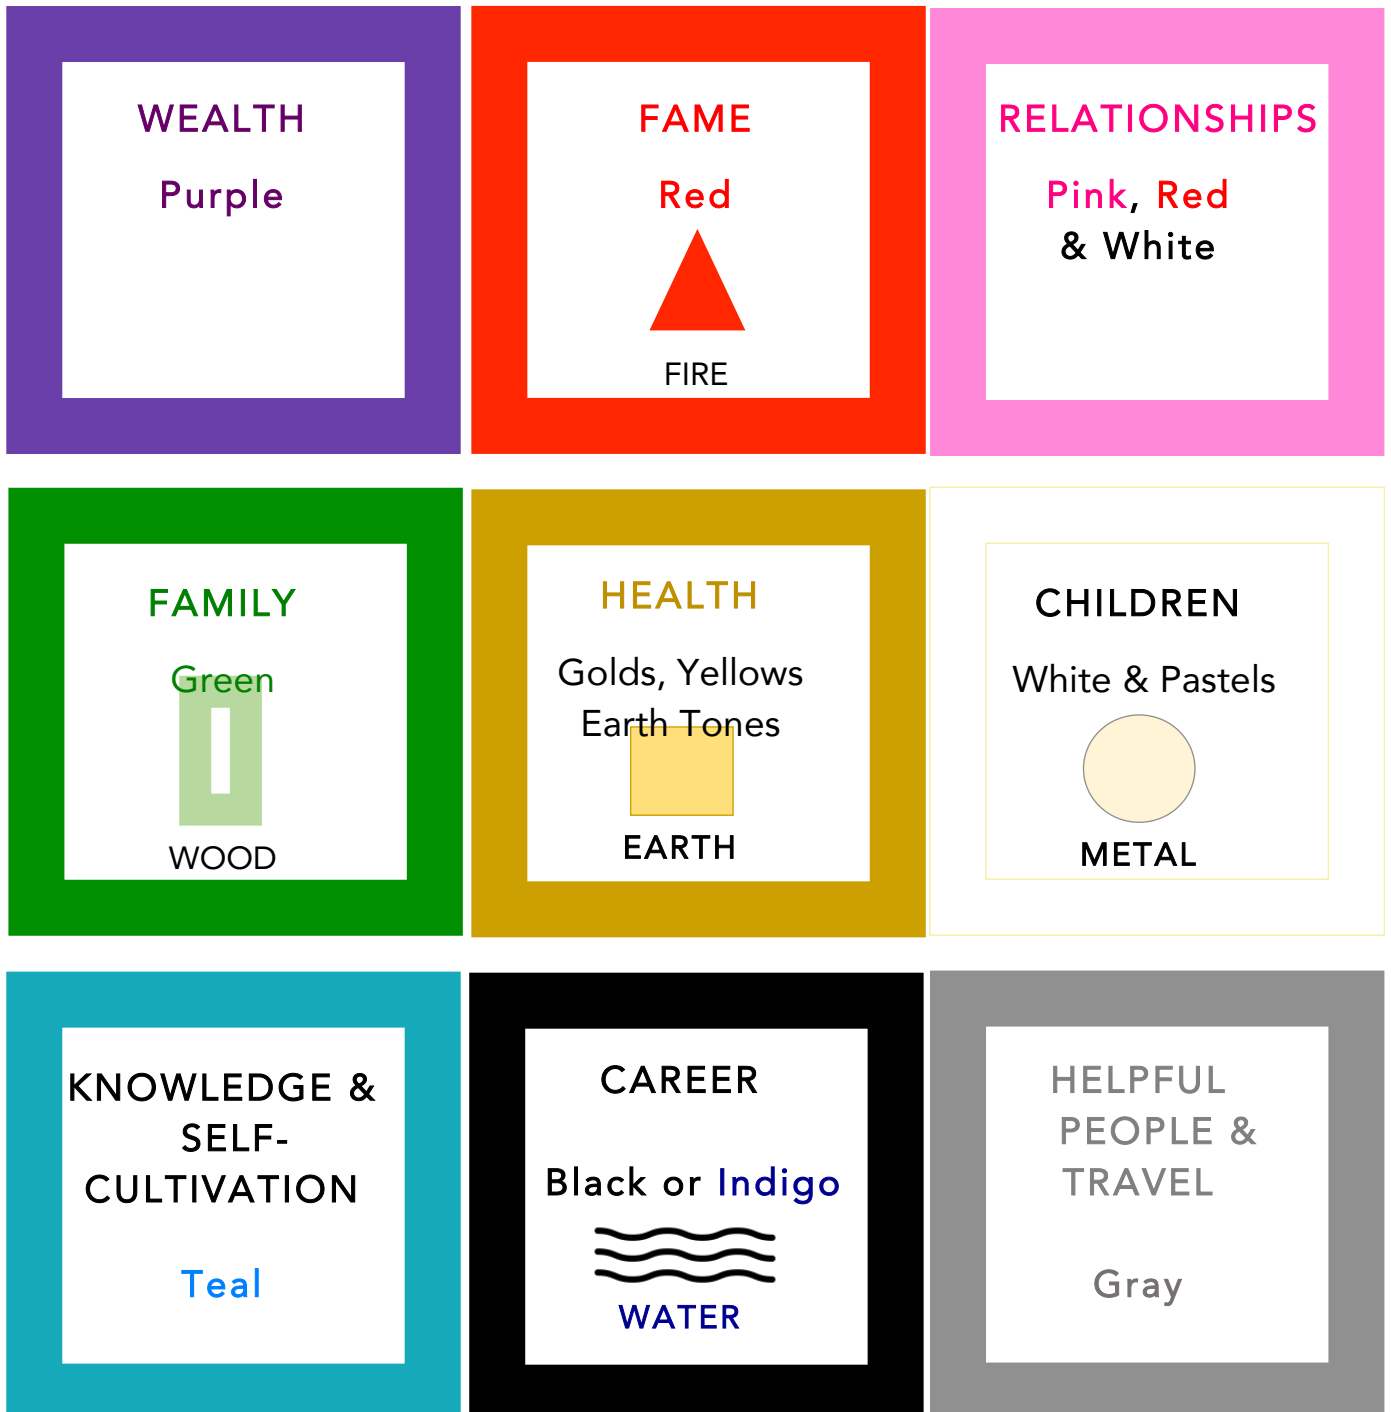 WEALTH
Purple
FAME
Red
FIRE
RELATIONSHIPS
Pink, Red
& White
FAMILY
Green
WOOD
HEALTH
Golds, Yellows
Earth Tones
EARTH
CHILDREN
White & Pastels
METAL
KNOWLEDGE &
SELF-
CULTIVATION
Teal
CAREER
Black or Indigo
WATER
HELPFUL
PEOPLE &
TRAVEL
Gray